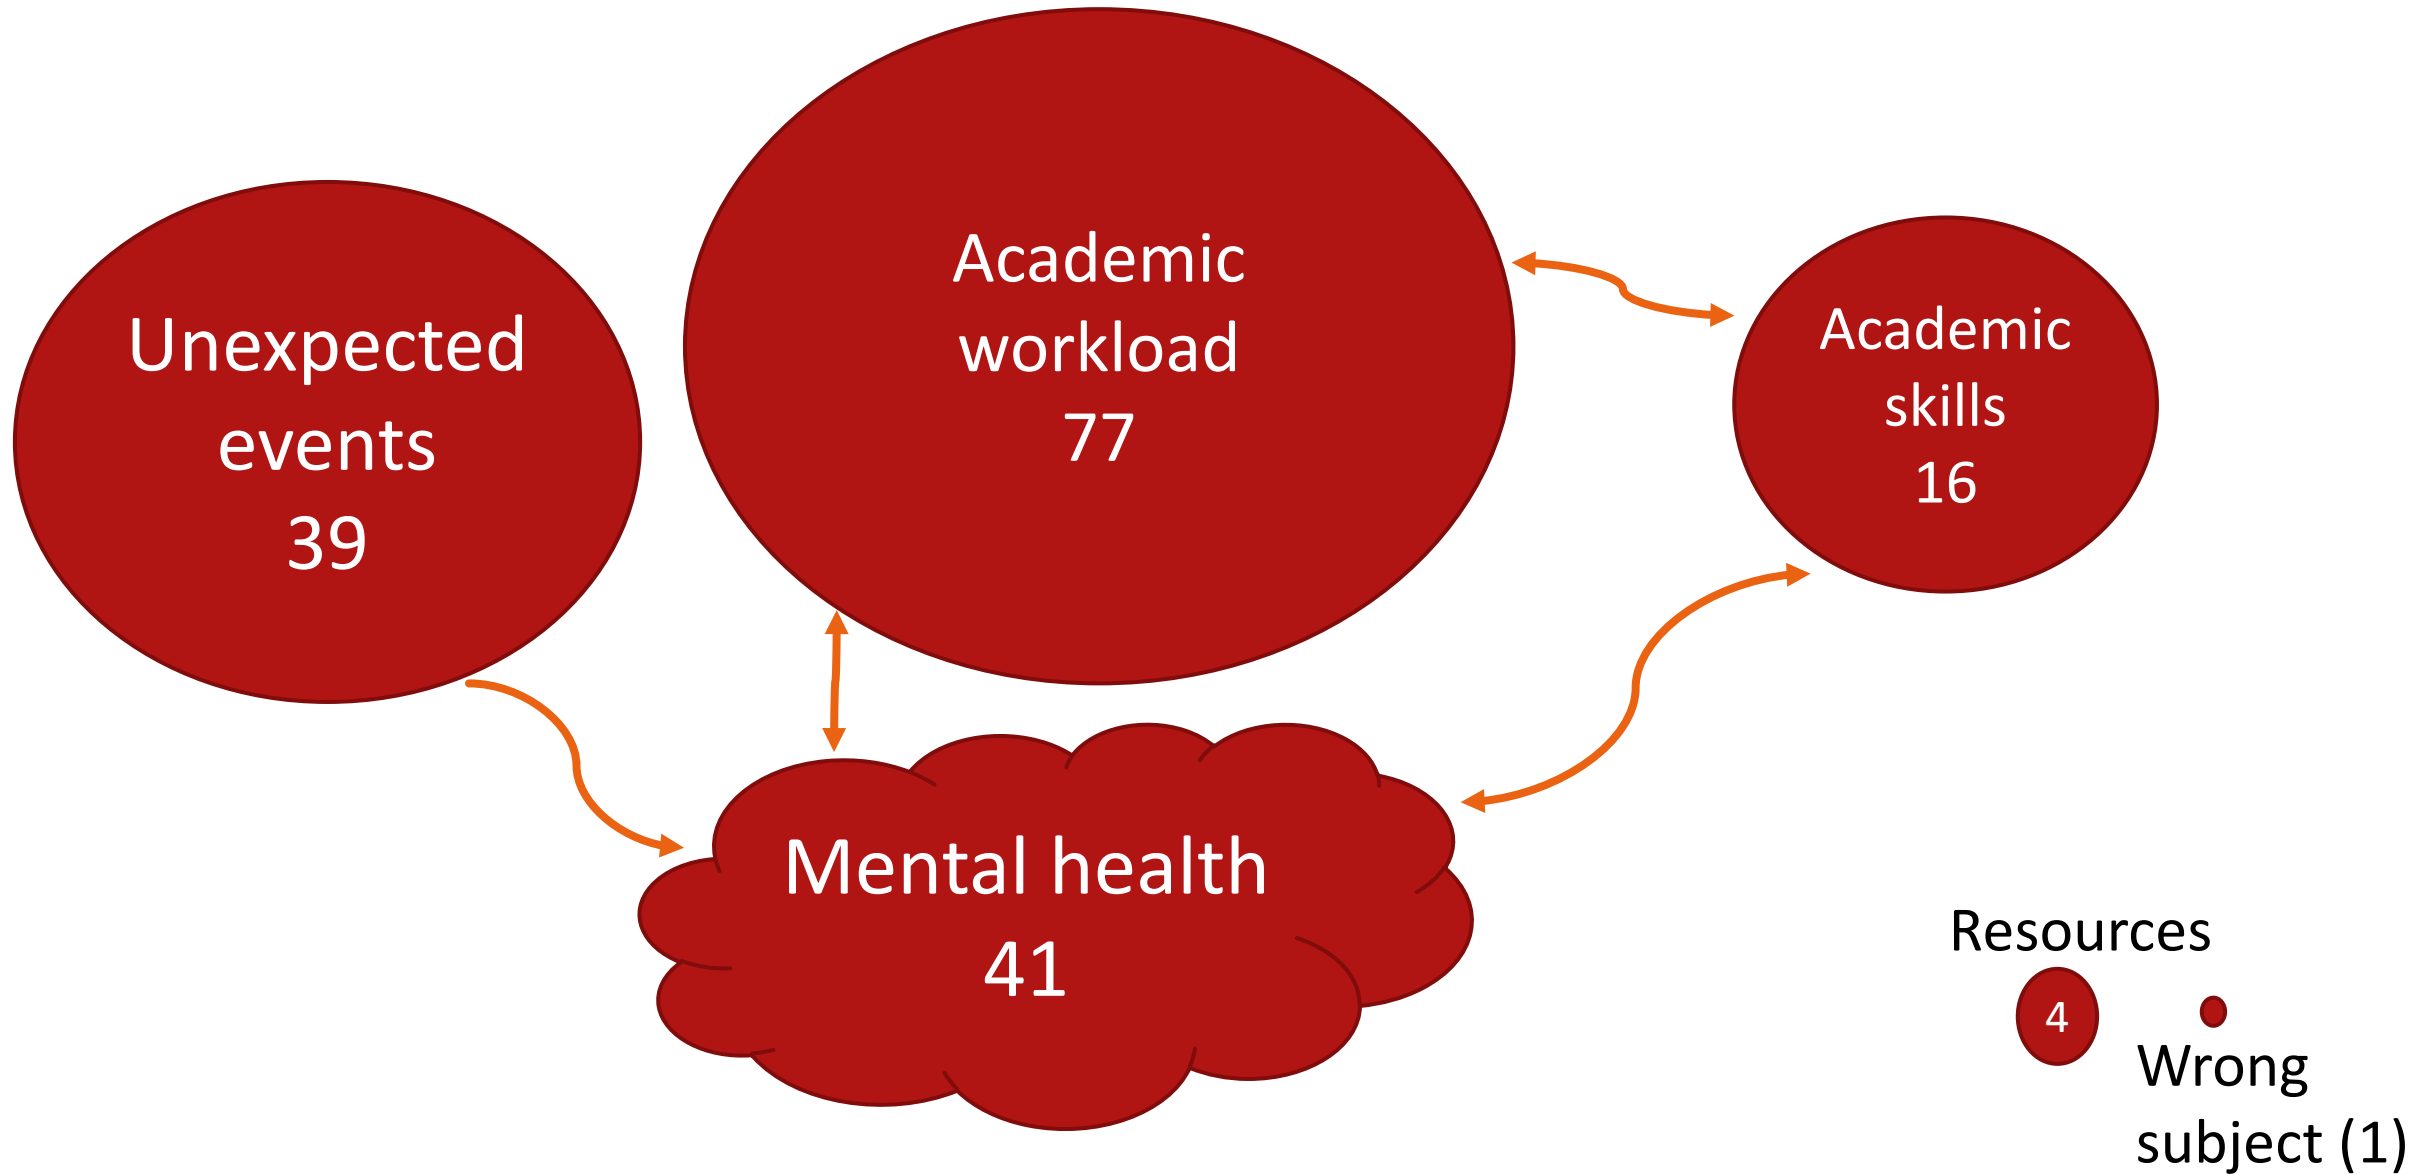 Unexpected
events
39
Academic
workload
77
Academic
skills
16
Mental health
41
Resources
4
Wrong
subject (1)